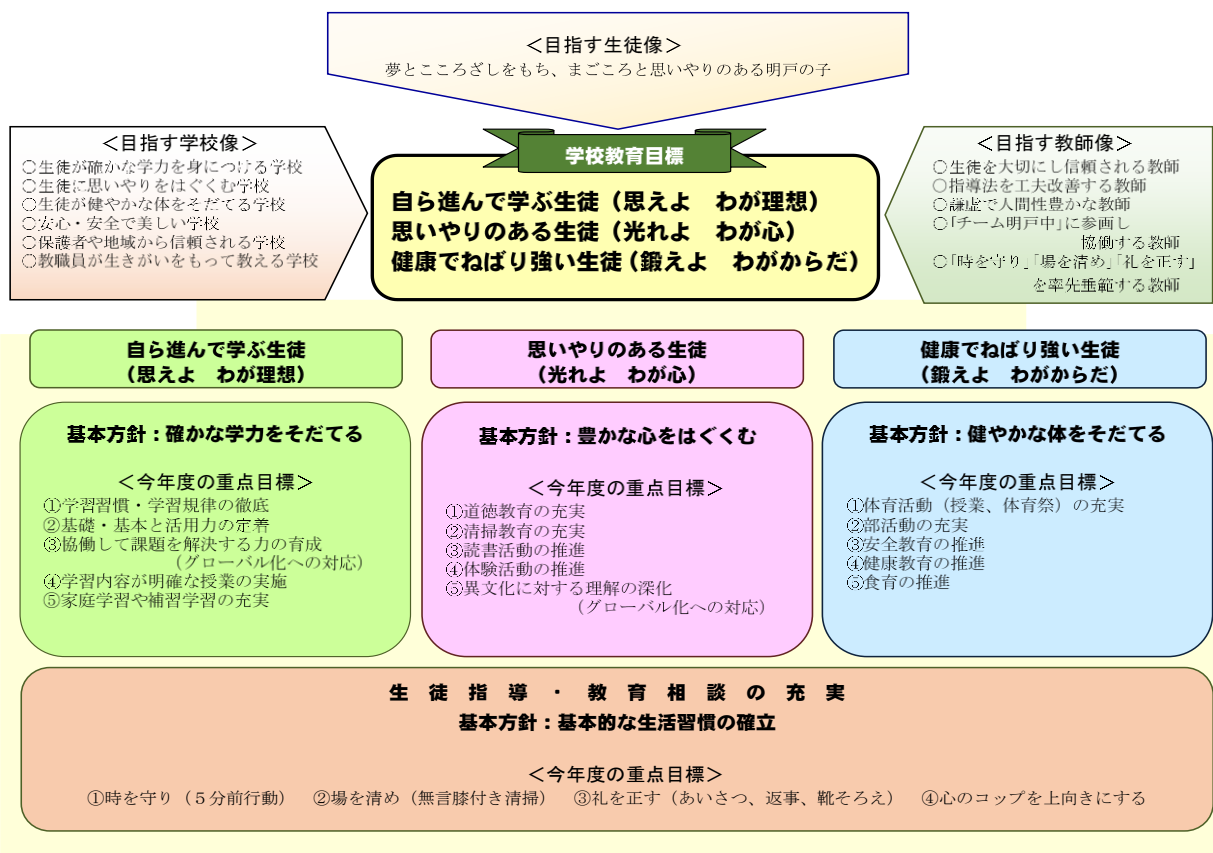 ＜目指す生徒像＞
夢とこころざしをもち、まごころと思いやりのある明戸の子
＜目指す学校像＞
○生徒が確かな学力を身につける学校
○生徒に思いやりをはぐくむ学校
○生徒が健やかな体をそだてる学校
○安心・安全で美しい学校
○保護者や地域から信頼される学校
○教職員が生きがいをもって教える学校
学校教育目標
自ら進んで学ぶ生徒（思えよ　わが理想）
思いやりのある生徒（光れよ　わが心）
健康でねばり強い生徒（鍛えよ　わがからだ）
＜目指す教師像＞
○生徒を大切にし信頼される教師
○指導法を工夫改善する教師
○謙虚で人間性豊かな教師
○「チーム明戸中」に参画し
協働する教師
○「時を守り」「場を清め」「礼を正す」
を率先垂範する教師
自ら進んで学ぶ生徒
（思えよ　わが理想）
基本方針：確かな学力をそだてる
＜今年度の重点目標＞
①学習習慣・学習規律の徹底
②基礎・基本と活用力の定着
③協働して課題を解決する力の育成
（グローバル化への対応）
④学習内容が明確な授業の実施
⑤家庭学習や補習学習の充実
思いやりのある生徒
（光れよ　わが心）
基本方針：豊かな心をはぐくむ
＜今年度の重点目標＞
①道徳教育の充実
②清掃教育の充実
③読書活動の推進
④体験活動の推進
⑤異文化に対する理解の深化
（グローバル化への対応）
健康でねばり強い生徒
（鍛えよ　わがからだ）
基本方針：健やかな体をそだてる
＜今年度の重点目標＞
①体育活動（授業、体育祭）の充実
②部活動の充実
③安全教育の推進
④健康教育の推進
⑤食育の推進
生　徒　指　導　・　教　育　相　談　の　充　実
基本方針：基本的な生活習慣の確立
＜今年度の重点目標＞
①時を守り（５分前行動）　②場を清め（無言膝付き清掃）　③礼を正す（あいさつ、返事、靴そろえ）　④心のコップを上向きにする